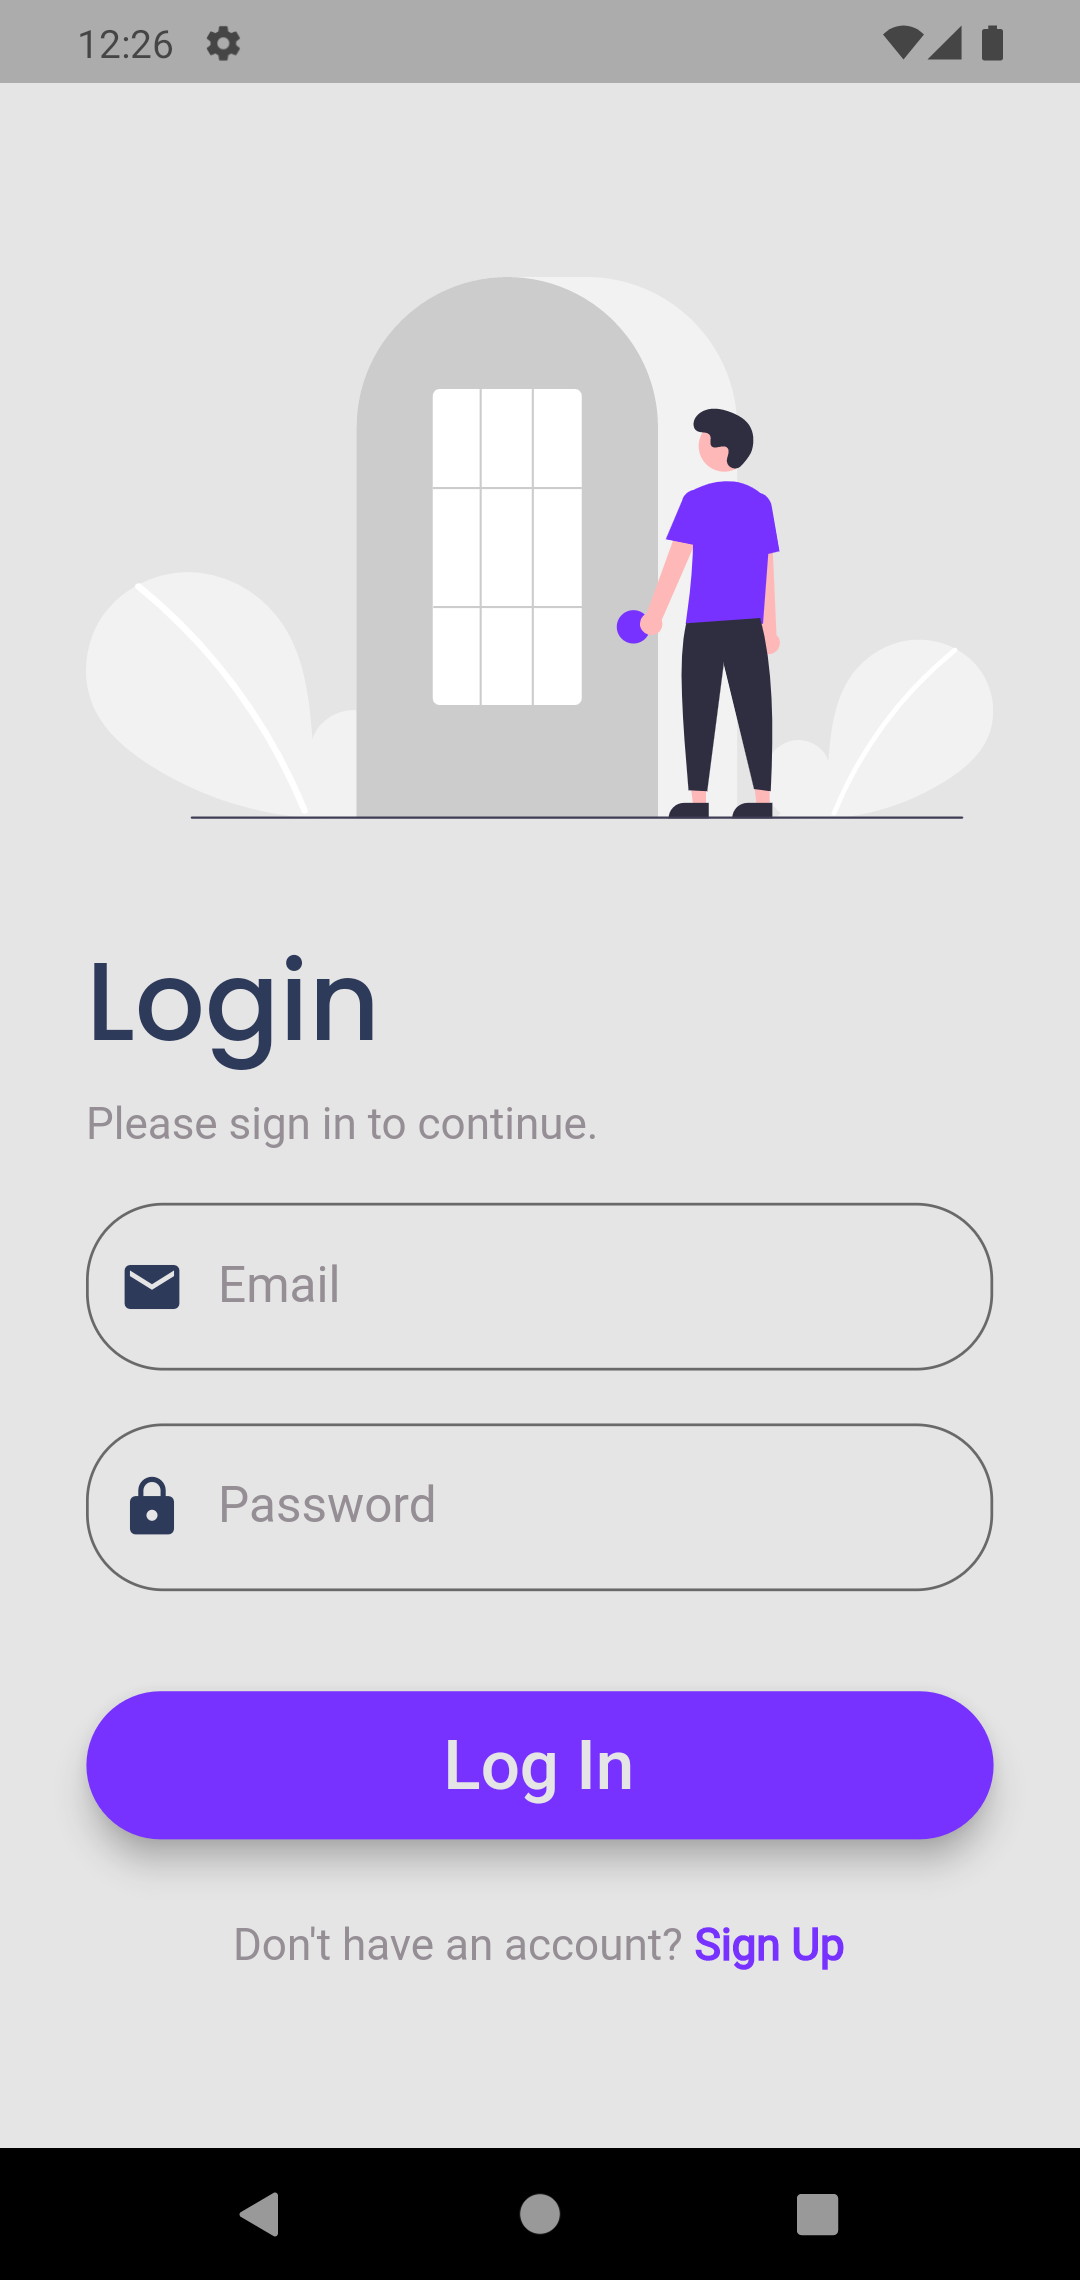 12:26
Login
Please sign in to continue.
Email
Password
Log In
Don't have an account? Sign Up